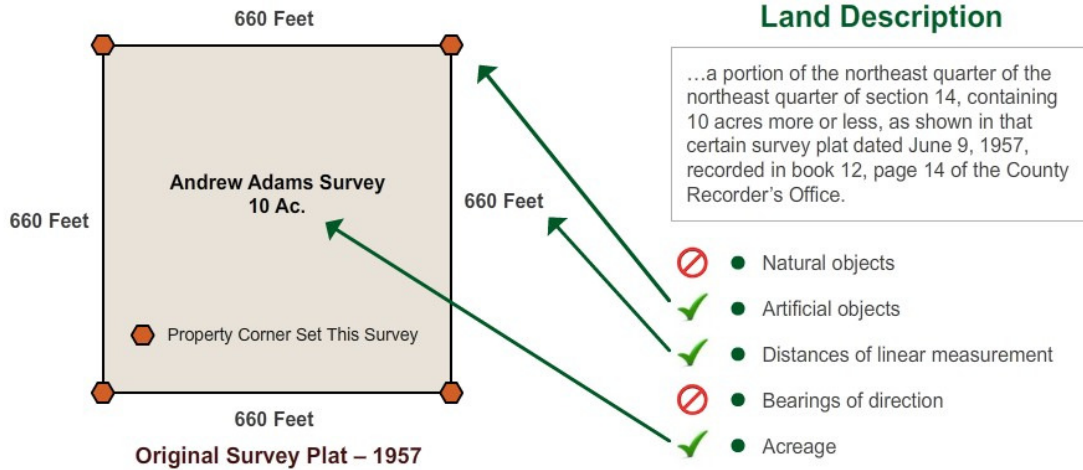 660 Feet
Andrew Adams Survey
10 Ac.
660 Feet
660 Feet
Property Corner Set This Survey
660 Feet
Original Survey Plat – 1957
Land Description
…a portion of the northeast quarter of the
northeast quarter of section 14, containing
10 acres more or less, as shown in that
certain survey plat dated June 9, 1957,
recorded in book 12, page 14 of the County
Recorder’s Office.
Natural objects
Artificial objects
Distances of linear measurement
Bearings of direction
Acreage